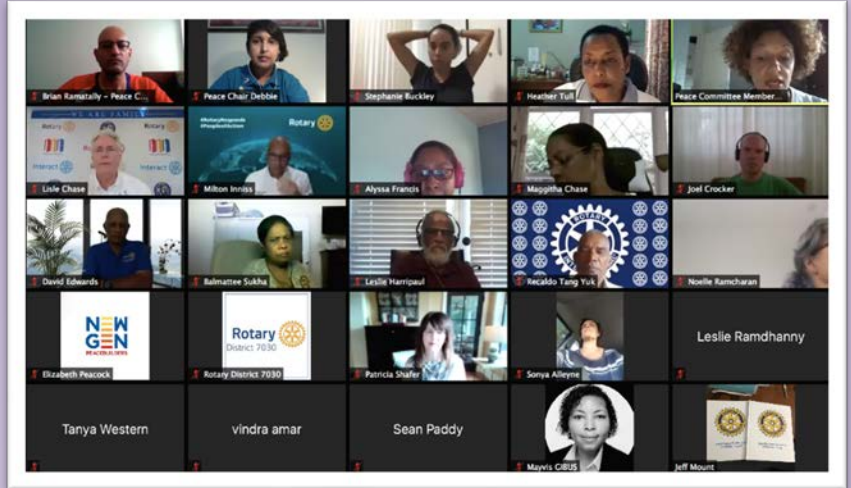 Brian Ramatally – Peace C...
Peace Chair Debbie
Stephanie Buckley
Heather Tull
Peace Committee Member...
WE ARE FAMILY
Rotary
Interact
Lisle Chase
#RotaryResponds
#PeopleofAction
Rotary
Milton Inniss
Alyssa Francis
Maggitha Chase
Joel Crocker
David Edwards
Balmattee Sukha
Leslie Harripaul
ROTARY
Recaldo Tang Yuk
Noelle Ramcharan
NEW
GEN
PEACEBUILDERS
Elizabeth Peacock
Rotary
District 7030
Rotary District 7030
Patricia Shafer
Sonya Alleyne
Leslie Ramdhanny
Tanya Western
vindra amar
Sean Paddy
Mayvis GIBUS
Jeff Mount